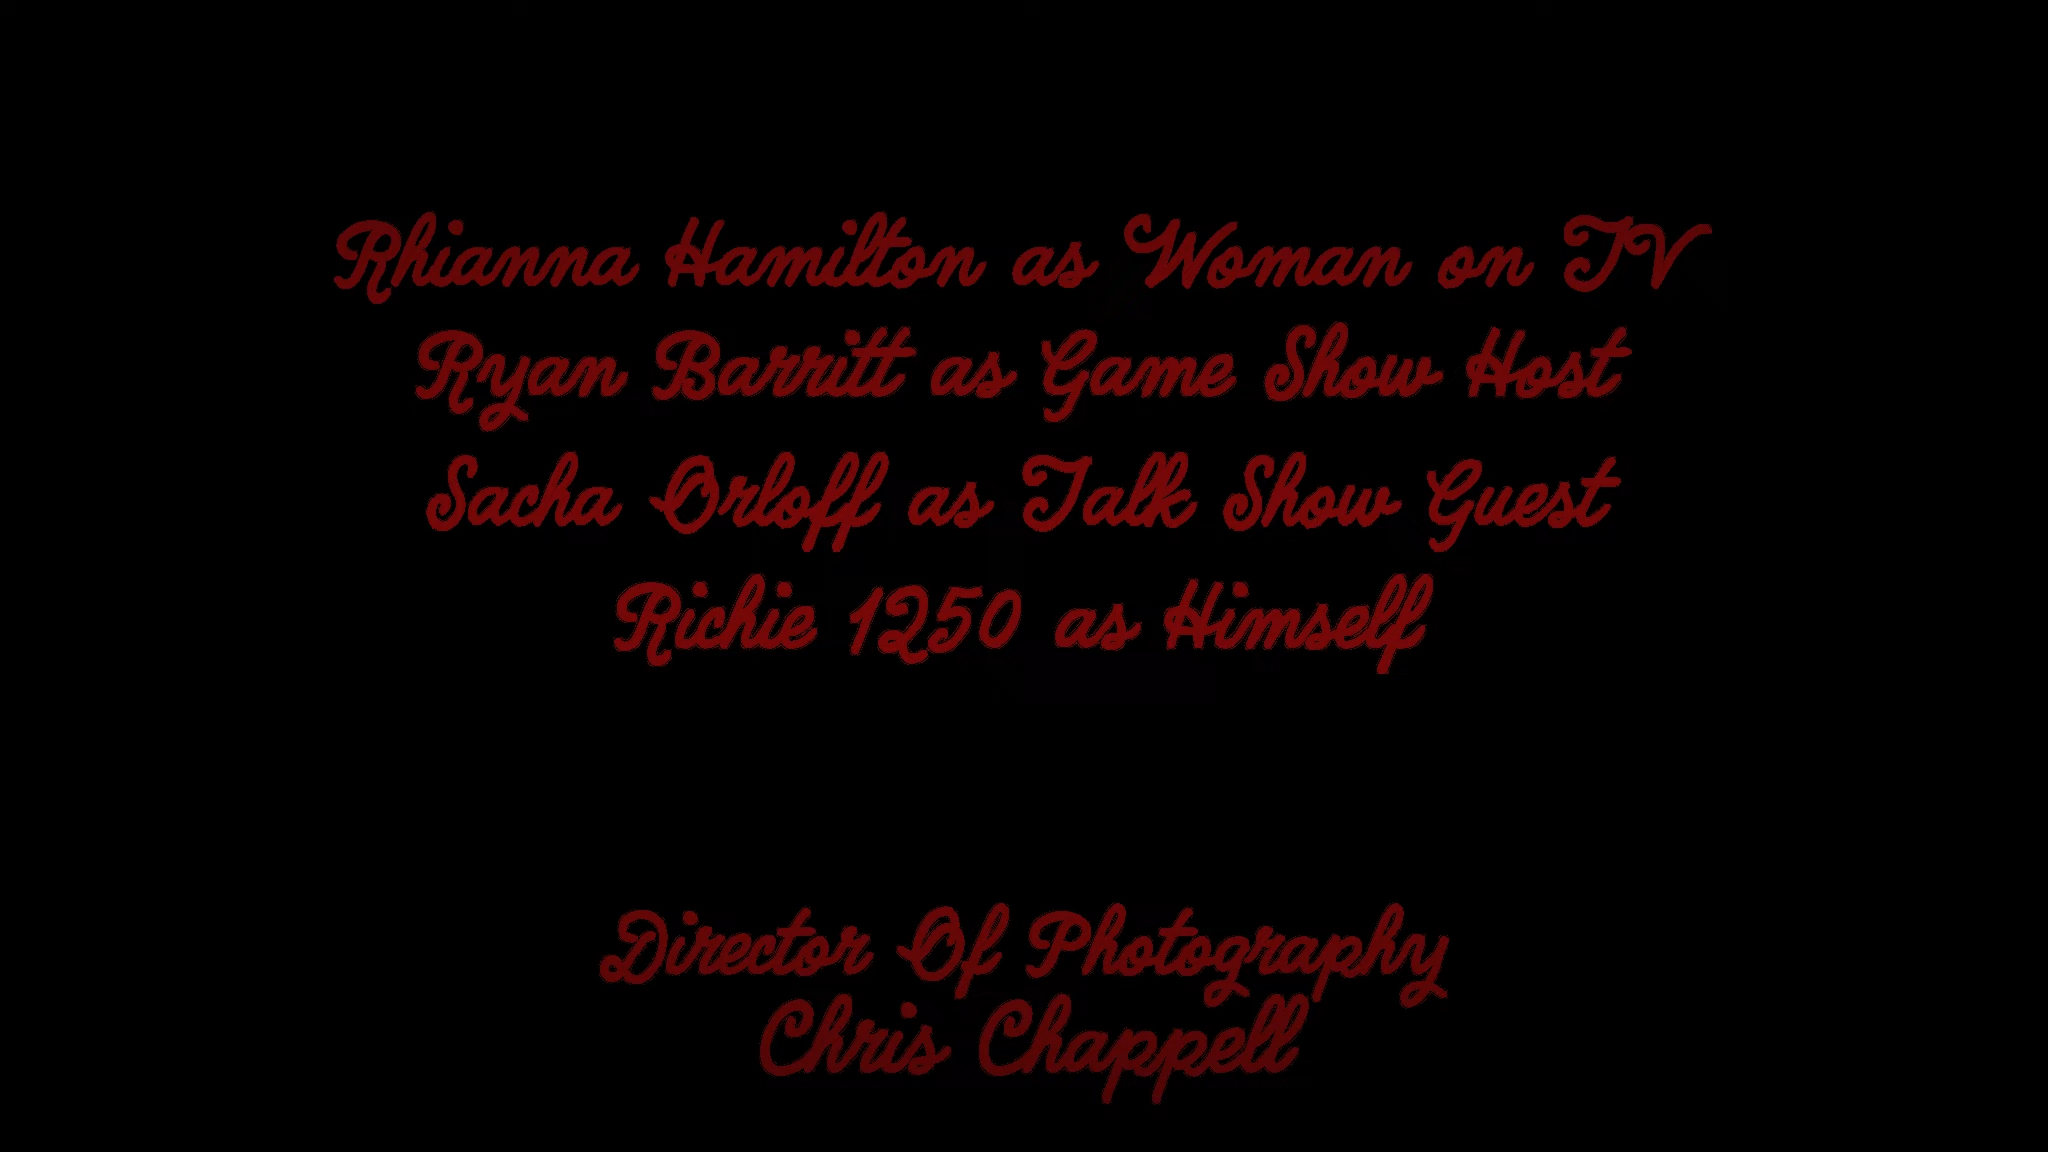 Rhianna Hamilton as Woman on TV
Ryan Barritt as Game Show Host
Sacha Orloff as Talk Show Guest
Richie 1250 as Himself
Director Of Photography
Chris Chappell